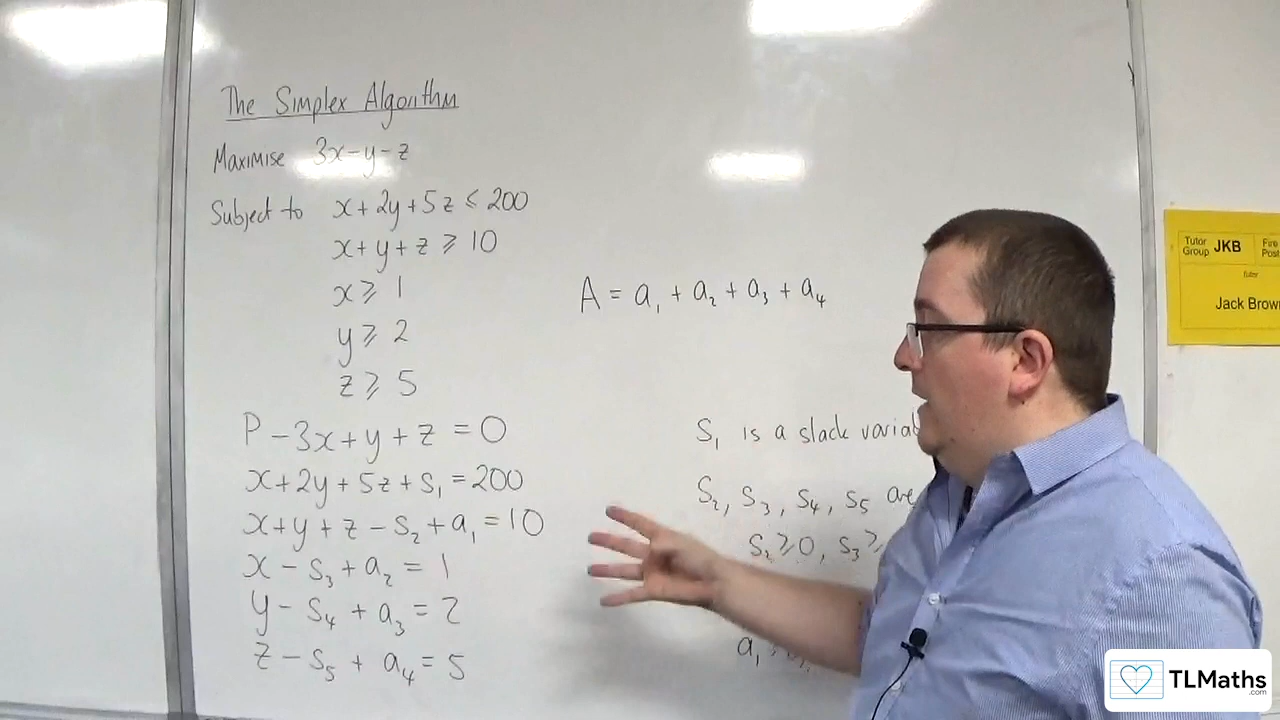 The Simplex Algorithm
Maximise 3x-y-z
Subject to x+2y+5z ≤ 200
x+y+z ⩾ 10
x ⩾ 1
y ⩾ 2
z ⩾ 5
P -3x+y+z = 0
x+2y+5z+s₁ = 200
x+y+z-s₂+a₁ = 10
x-s₃+a₂ = 1
y-s₄+a₃ = 2
z-s₅+a₄ = 5
A = a₁ + a₂ + a₃ + a₄
S₁ is a slack
S₂, S₃, S₄, S₅ are
S₂ ⩾ 0, S₃ ⩾
a₁
Tutor Group JKB
Tutor
Jack
TLMaths
.com